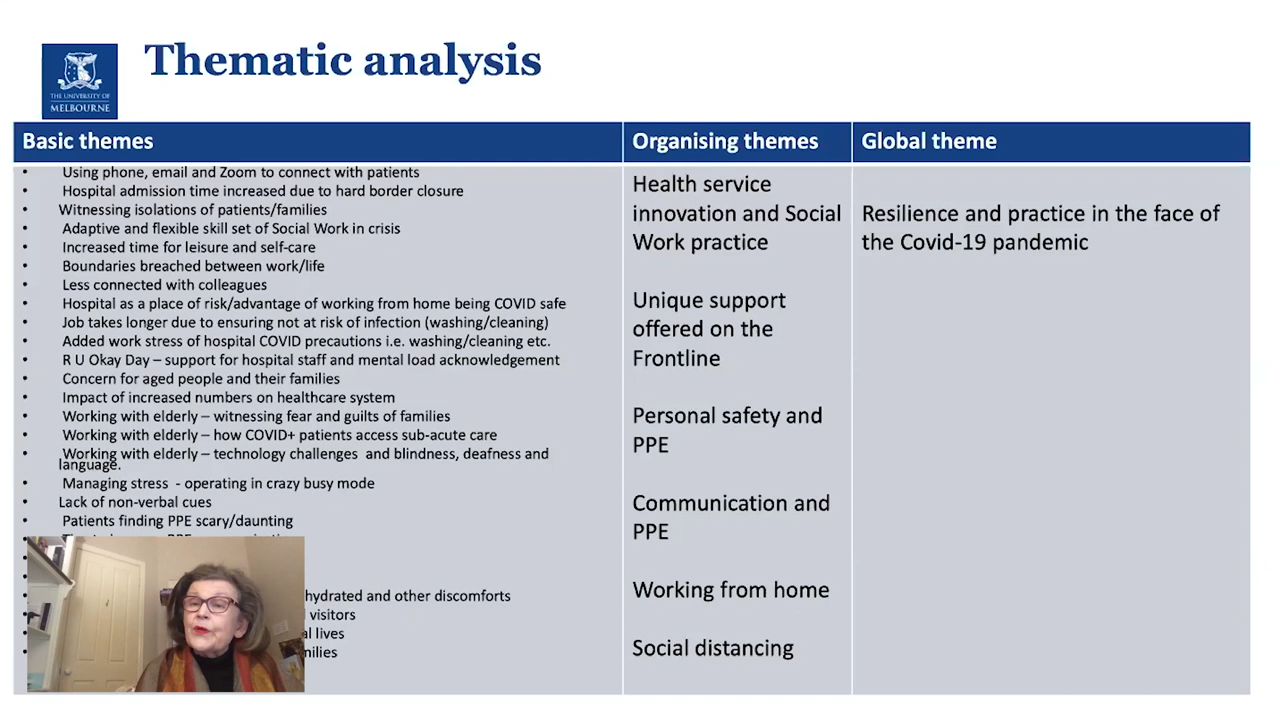 THE UNIVERSITY OF
MELBOURNE
Thematic analysis
Basic themes
Organising themes
Global theme
• Using phone, email and Zoom to connect with patients
• Hospital admission time increased due to hard border closure
• Witnessing isolations of patients/families
• Adaptive and flexible skill set of Social Work in crisis
• Increased time for leisure and self-care
• Boundaries breached between work/life
• Less connected with colleagues
• Hospital as a place of risk/advantage of working from home being COVID safe
• Job takes longer due to ensuring not at risk of infection (washing/cleaning)
• Added work stress of hospital COVID precautions i.e. washing/cleaning etc.
• R U Okay Day – support for hospital staff and mental load acknowledgement
• Concern for aged people and their families
• Impact of increased numbers on healthcare system
• Working with elderly – witnessing fear and guilts of families
• Working with elderly – how COVID+ patients access sub-acute care
• Working with elderly – technology challenges and blindness, deafness and
language.
• Managing stress - operating in crazy busy mode
• Lack of non-verbal cues
• Patients finding PPE scary/daunting
and other discomforts
visitors
lives
Health service
innovation and Social
Work practice
Unique support
offered on the
Frontline
Personal safety and
PPE
Communication and
PPE
Working from home
Social distancing
Resilience and practice in the face of
the Covid-19 pandemic